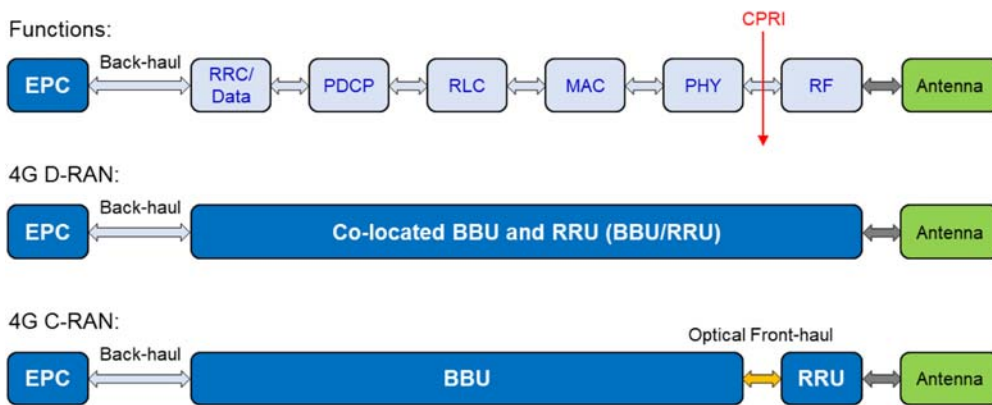 CPRI
Functions:
Back-haul
EPC
RRC/
Data
PDCP
RLC
MAC
PHY
RF
Antenna
4G D-RAN:
Back-haul
EPC
Co-located BBU and RRU (BBU/RRU)
Antenna
4G C-RAN:
Optical Front-haul
Back-haul
EPC
BBU
RRU
Antenna